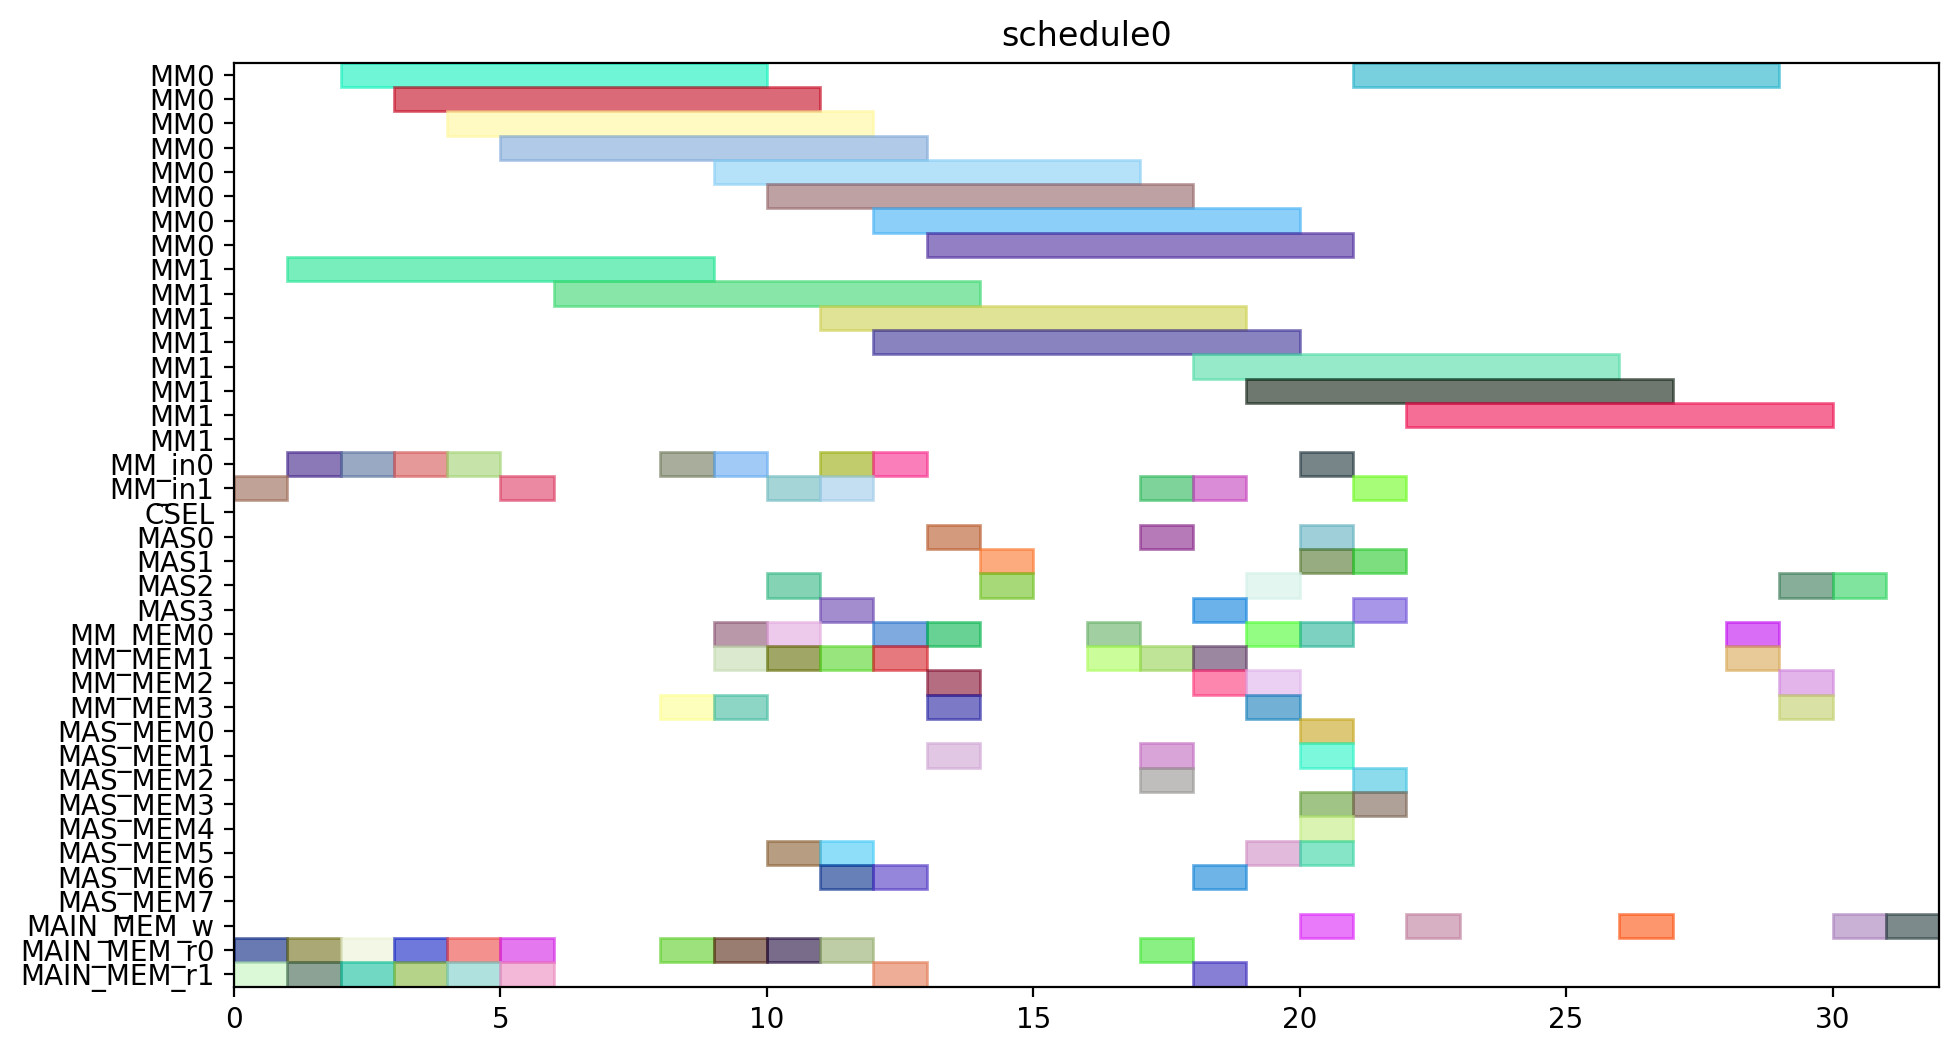 schedule0
MM0
MM0
MM0
MM0
MM0
MM0
MM0
MM0
MM1
MM1
MM1
MM1
MM1
MM1
MM1
MM1
MM_in0
MM_in1
CSEL
MAS0
MAS1
MAS2
MAS3
MM_MEM0
MM_MEM1
MM_MEM2
MM_MEM3
MAS_MEM0
MAS_MEM1
MAS_MEM2
MAS_MEM3
MAS_MEM4
MAS_MEM5
MAS_MEM6
MAS_MEM7
MAIN_MEM_w
MAIN_MEM_r0
MAIN_MEM_r1
0 5 10 15 20 25 30